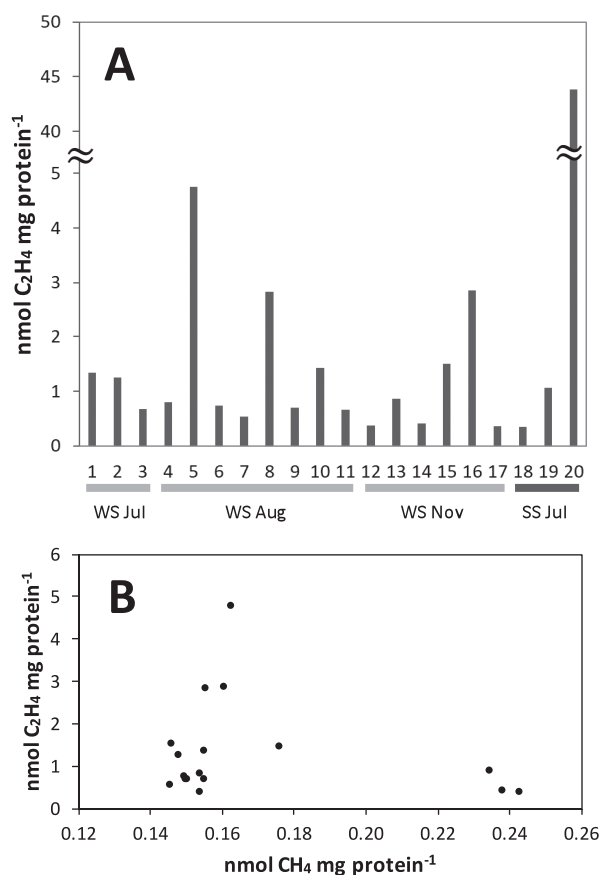 A
nmol C₂H₄ mg protein⁻¹
50
45
40
5
4
3
2
1
0
1 2 3 4 5 6 7 8 9 10 11 12 13 14 15 16 17 18 19 20
WS Jul WS Aug WS Nov SS Jul
B
nmol C₂H₄ mg protein⁻¹
6
5
4
3
2
1
0
0.12 0.14 0.16 0.18 0.20 0.22 0.24 0.26
nmol CH₄ mg protein⁻¹